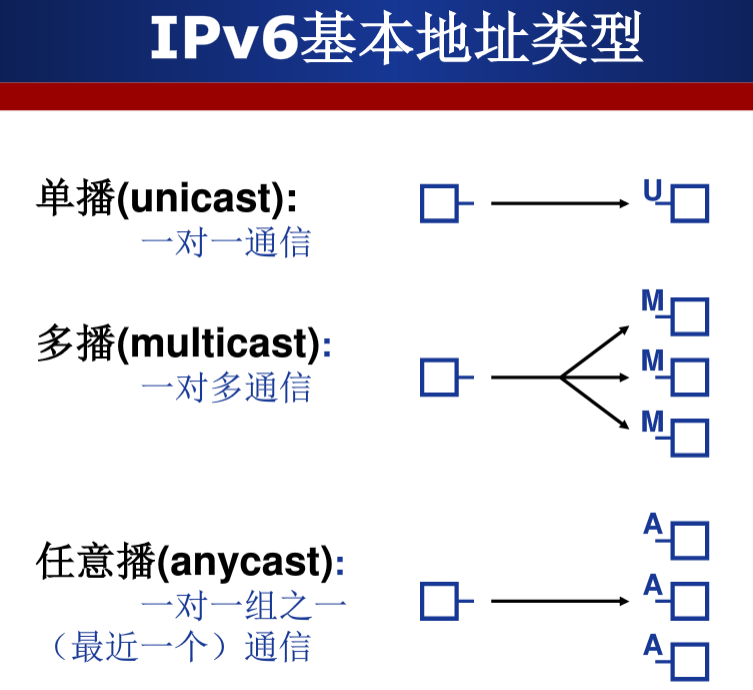 IPv6基本地址类型
单播(unicast): U
一对一通信
M
多播(multicast): M
一对多通信
M
A
任意播(anycast):
一对一组之一 A
（最近一个）通信 A